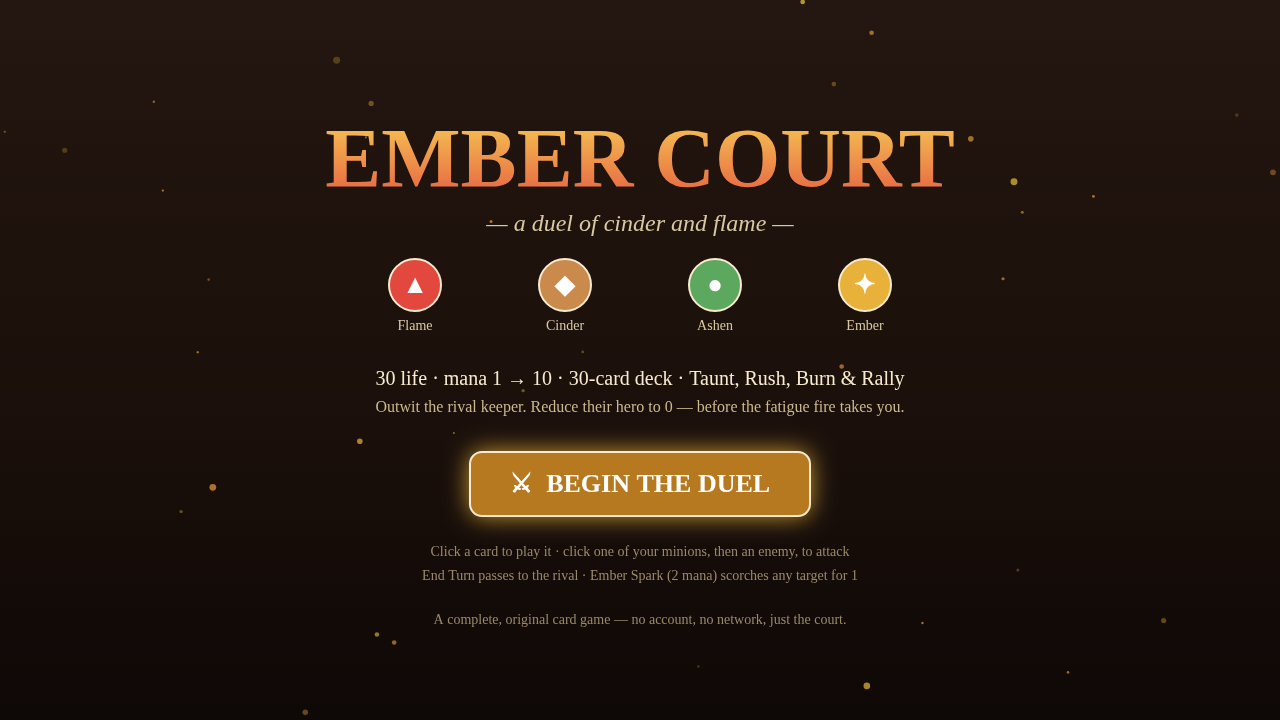 EMBER COURT
— a duel of cinder and flame —
Flame Cinder Ashen Ember
30 life · mana 1 → 10 · 30-card deck · Taunt, Rush, Burn & Rally
Outwit the rival keeper. Reduce their hero to 0 — before the fatigue fire takes you.
⚔ BEGIN THE DUEL
Click a card to play it · click one of your minions, then an enemy, to attack
End Turn passes to the rival · Ember Spark (2 mana) scorches any target for 1
A complete, original card game — no account, no network, just the court.